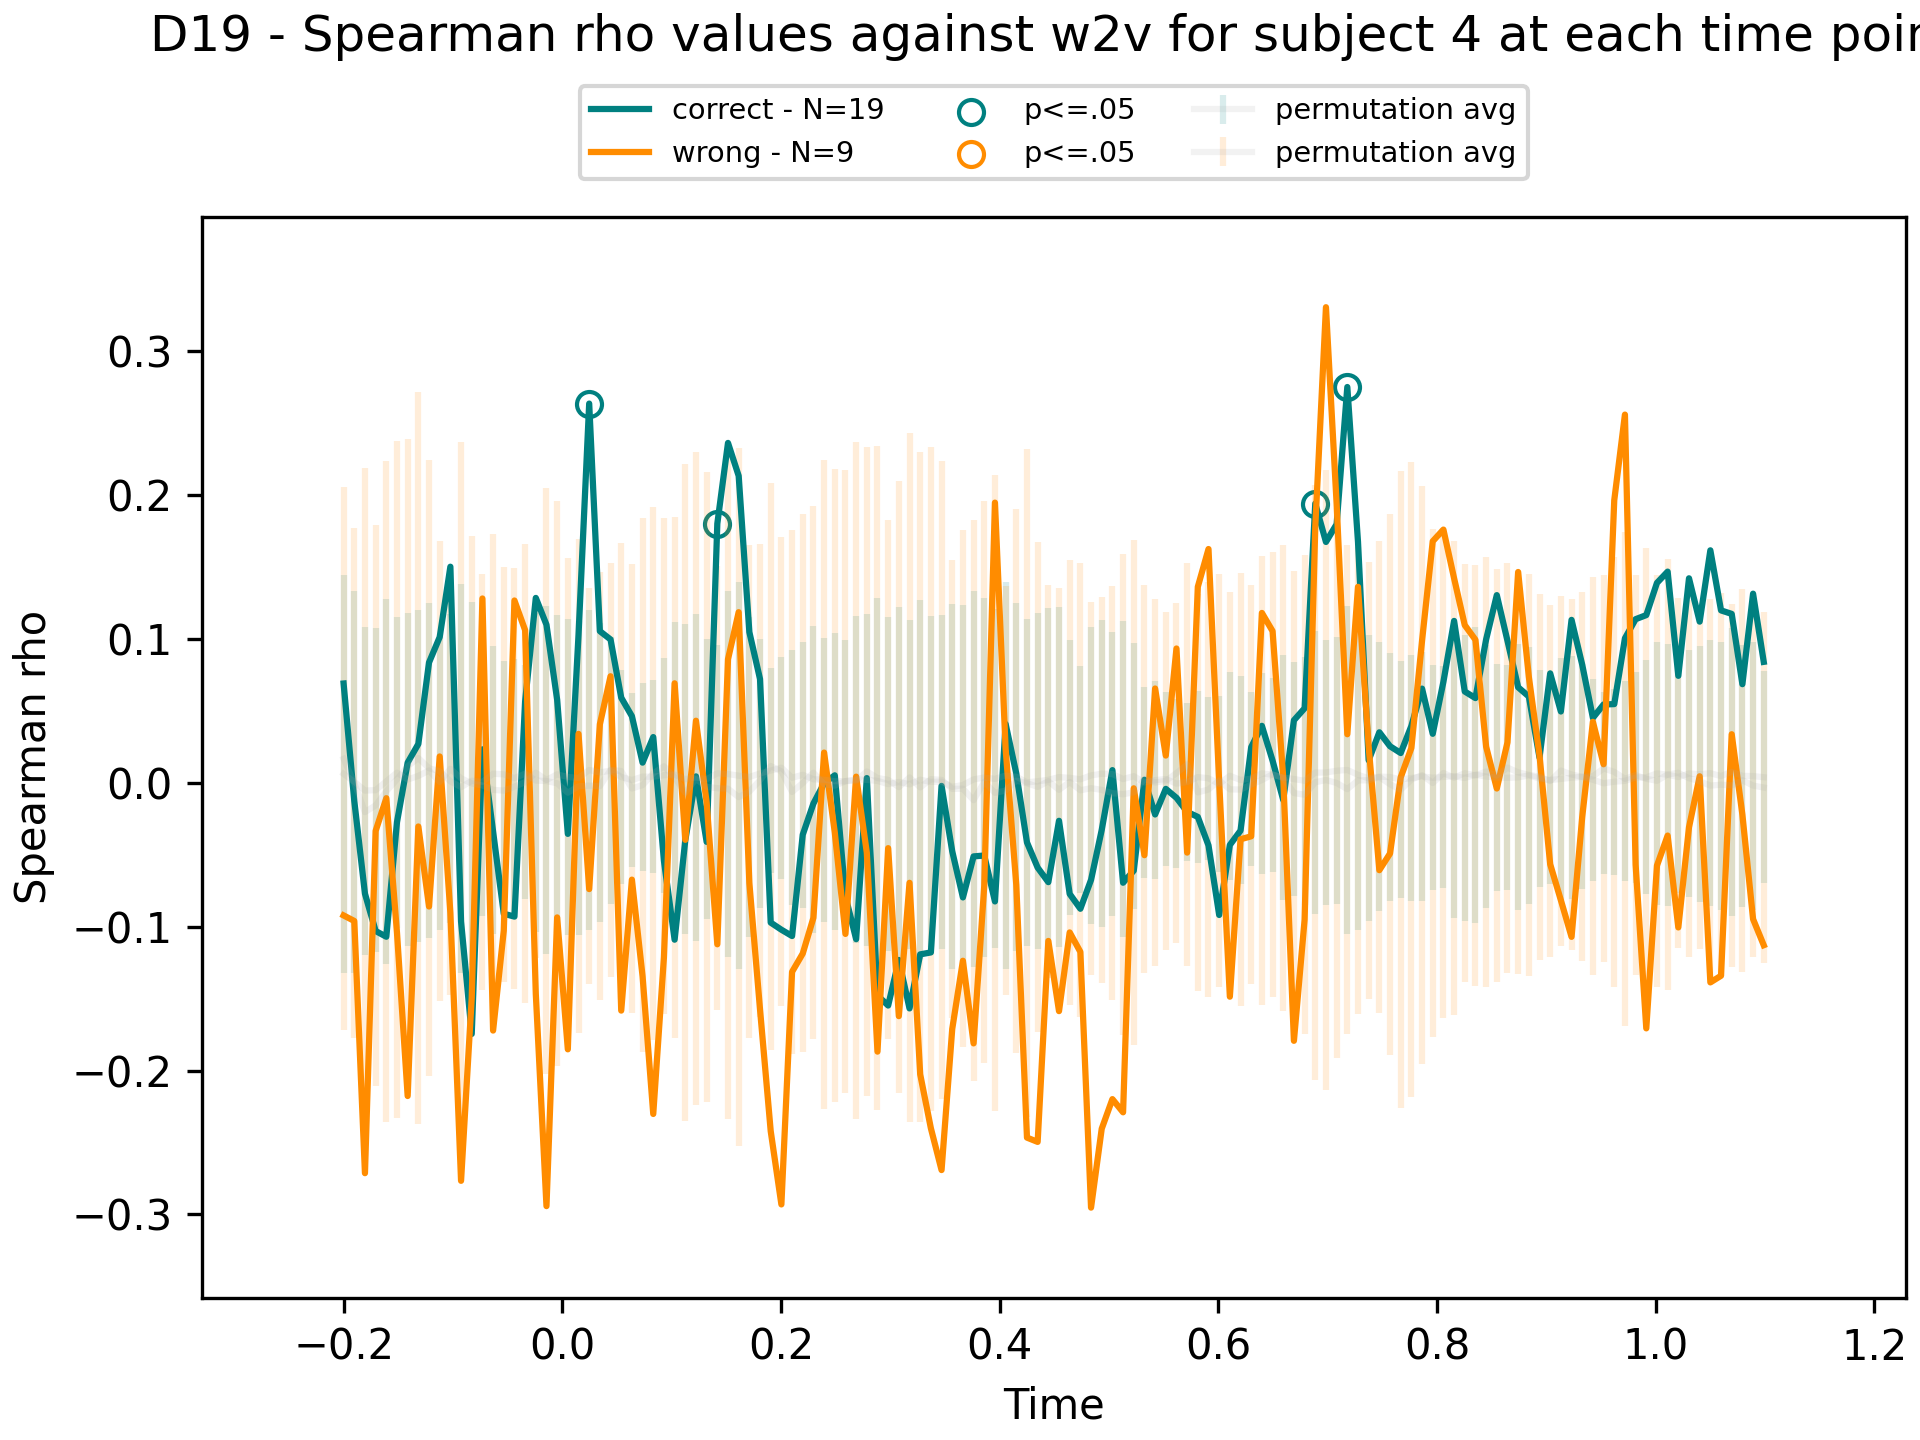 D19 - Spearman rho values against w2v for subject 4 at each time
correct - N=19 p<=.05 permutation avg
wrong - N=9 p<=.05 permutation avg
Spearman rho
0.3
0.2
0.1
0.0
−0.1
−0.2
−0.3
−0.2 0.0 0.2 0.4 0.6 0.8 1.0 1.2
Time